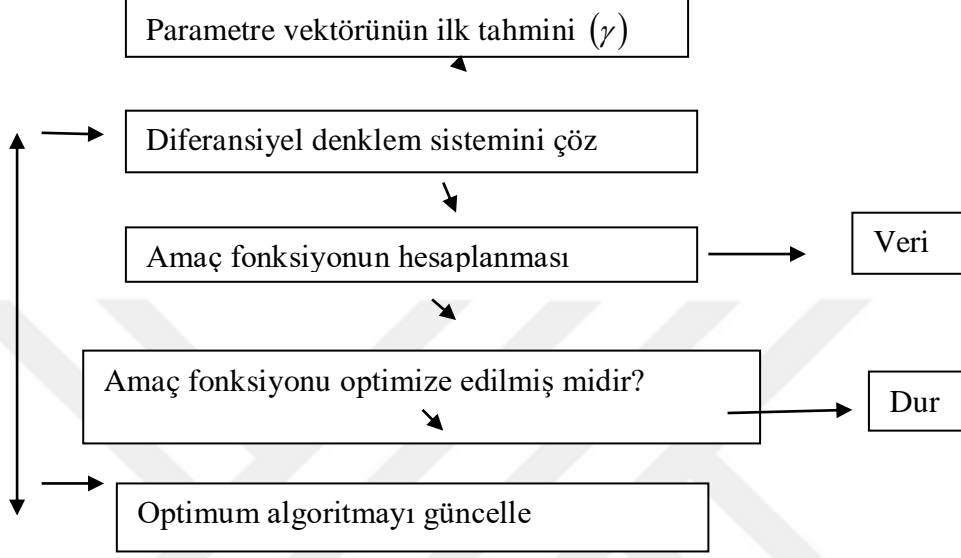 Parametre vektörünün ilk tahmini (γ)
Diferansiyel denklem sistemini çöz
Amaç fonksiyonun hesaplanması
Veri
Amaç fonksiyonu optimize edilmiş midir?
Dur
Optimum algoritmayı güncelle